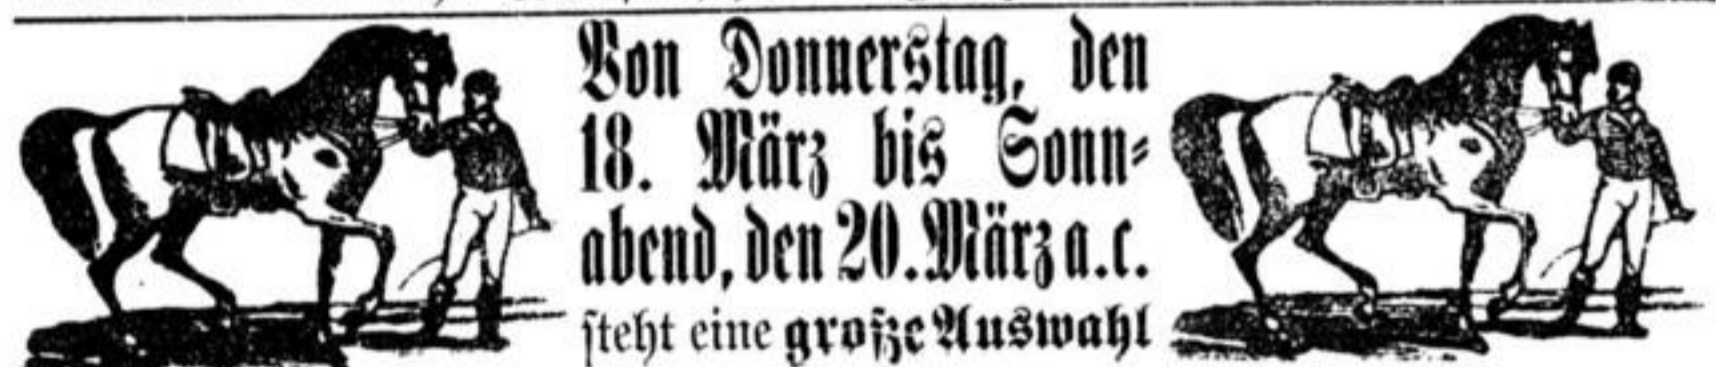 Von Donnerstag, den
18. März bis Sonn⸗
abend, den 20. März a. c.
steht eine große Auswahl